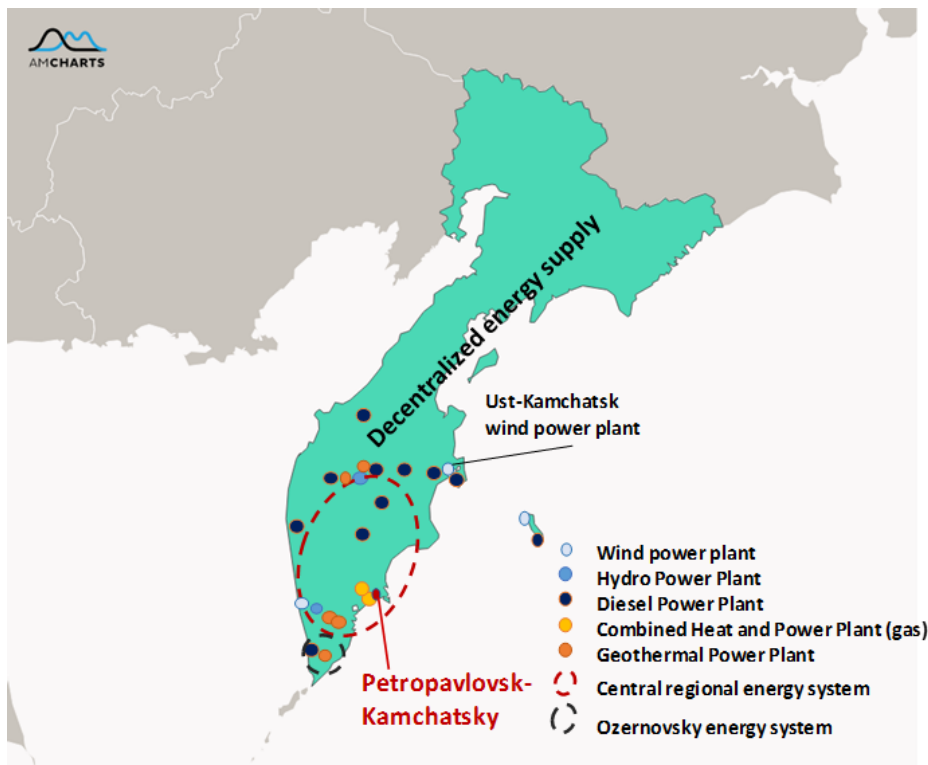 AMCHARTS
Decentralized energy supply
Ust-Kamchatsk
wind power plant
Wind power plant
Hydro Power Plant
Diesel Power Plant
Combined Heat and Power Plant (gas)
Geothermal Power Plant
Central regional energy system
Ozernovsky energy system
Petropavlovsk-
Kamchatsky